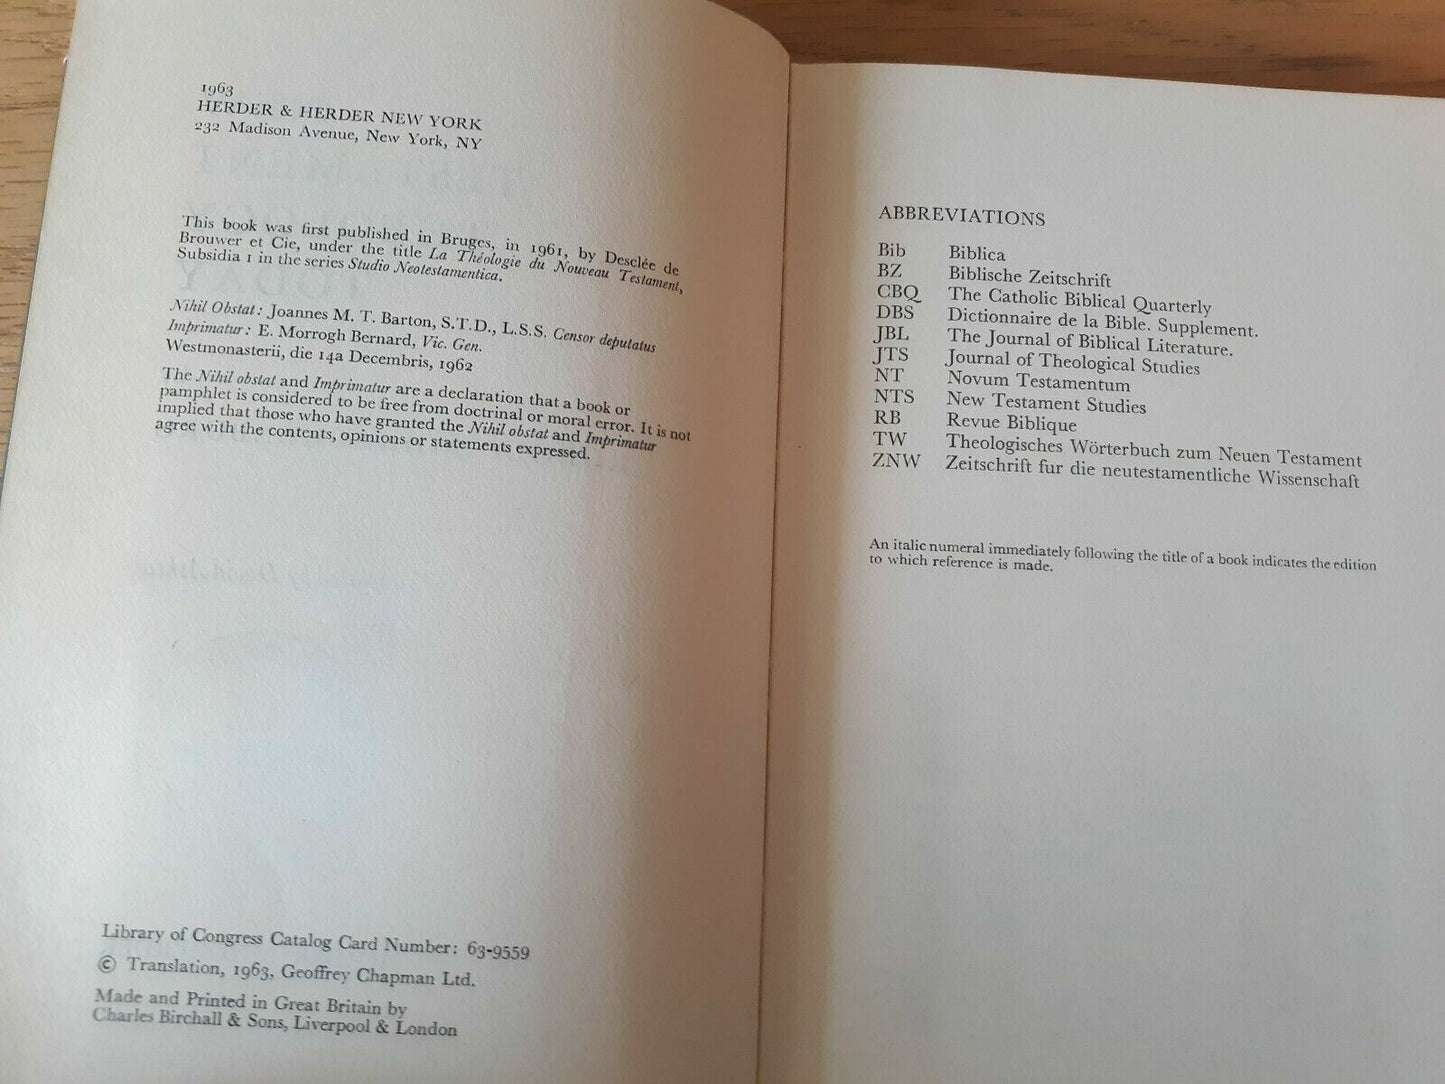 1963
HERDER & HERDER NEW YORK
232 Madison Avenue, New York, NY
This book was first published in Bruges, in 1961, by Desclée de
Brouwer et Cie, under the title La Théologie du Nouveau Testament,
Subsidia 1 in the series Studio Neotestamentica.
Nihil Obstat: Joannes M. T. Barton, S.T.D., L.S.S. Censor deputatus
Imprimatur: E. Morrogh Bernard, Vic. Gen.
Westmonasterii, die 14a Decembris, 1962
The Nihil obstat and Imprimatur are a declaration that a book or
pamphlet is considered to be free from doctrinal or moral error. It is not
implied that those who have granted the Nihil obstat and Imprimatur
agree with the contents, opinions or statements expressed.
Library of Congress Catalog Card Number: 63-9559
© Translation, 1963, Geoffrey Chapman Ltd.
Made and Printed in Great Britain by
Charles Birchall & Sons, Liverpool & London
ABBREVIATIONS
Bib Biblica
BZ Biblische Zeitschrift
CBQ The Catholic Biblical Quarterly
DBS Dictionnaire de la Bible. Supplement.
JBL The Journal of Biblical Literature.
JTS Journal of Theological Studies
NT Novum Testamentum
NTS New Testament Studies
RB Revue Biblique
TW Theologisches Wörterbuch zum Neuen Testament
ZNW Zeitschrift fur die neutestamentliche Wissenschaft
An italic numeral immediately following the title of a book indicates the edition
to which reference is made.